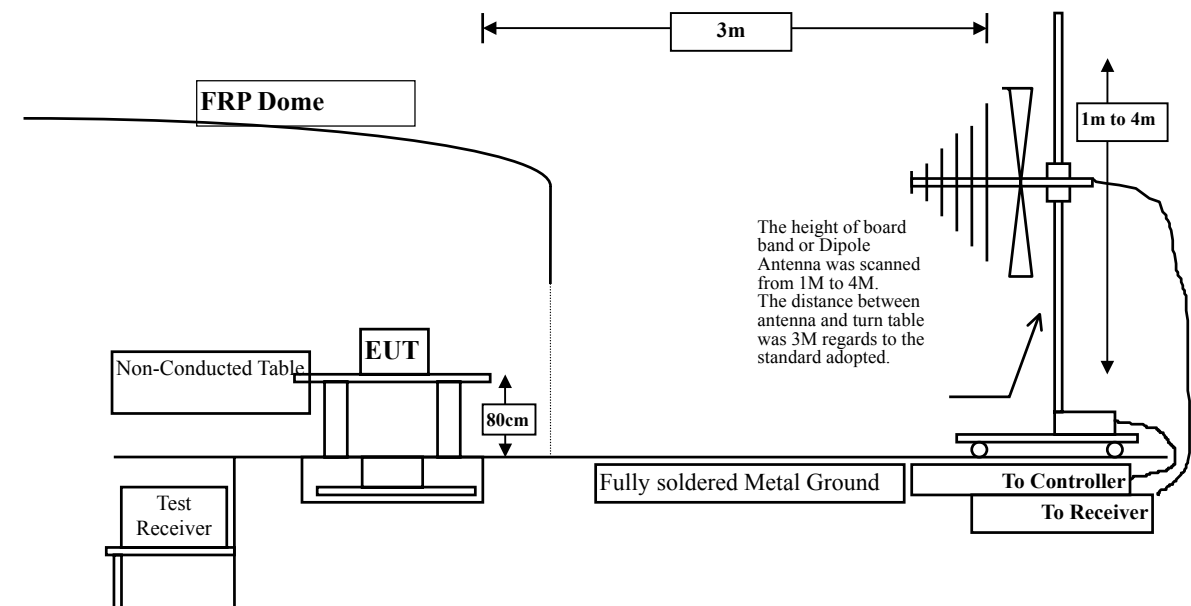 3m
FRP Dome
1m to 4m
The height of board
band or Dipole
Antenna was scanned
from 1M to 4M.
The distance between
antenna and turn table
was 3M regards to the
standard adopted.
EUT
Non-Conducted Table
80cm
Fully soldered Metal Ground
To Controller
Test
Receiver
To Receiver